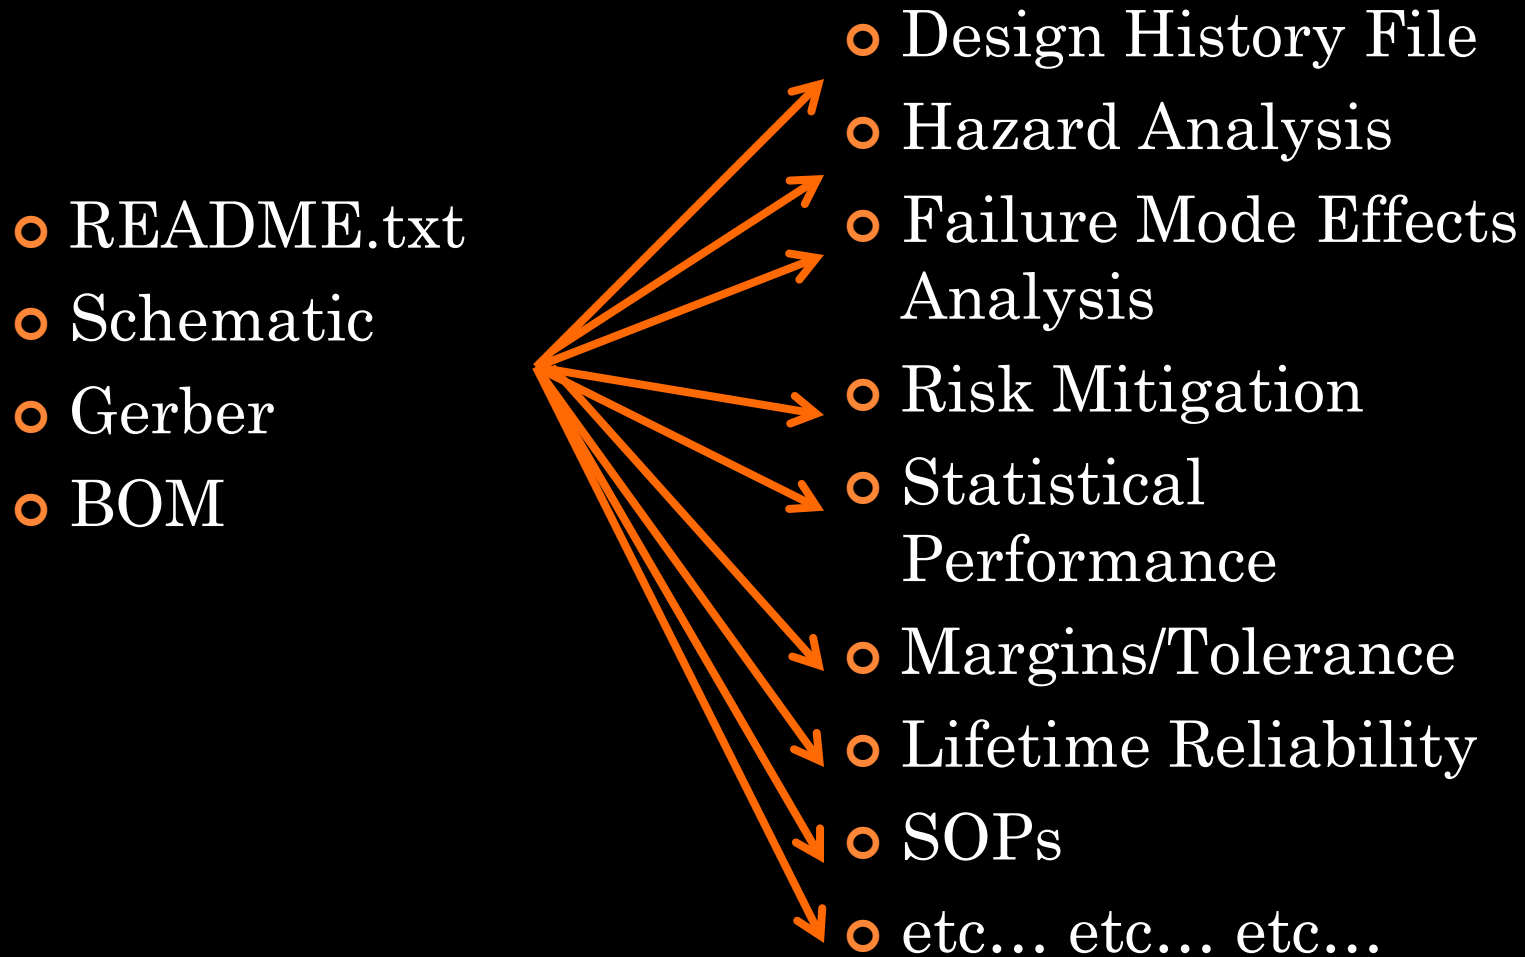 README.txt
Schematic
Gerber
BOM
Design History File
Hazard Analysis
Failure Mode Effects
Analysis
Risk Mitigation
Statistical
Performance
Margins/Tolerance
Lifetime Reliability
SOPs
etc… etc… etc…